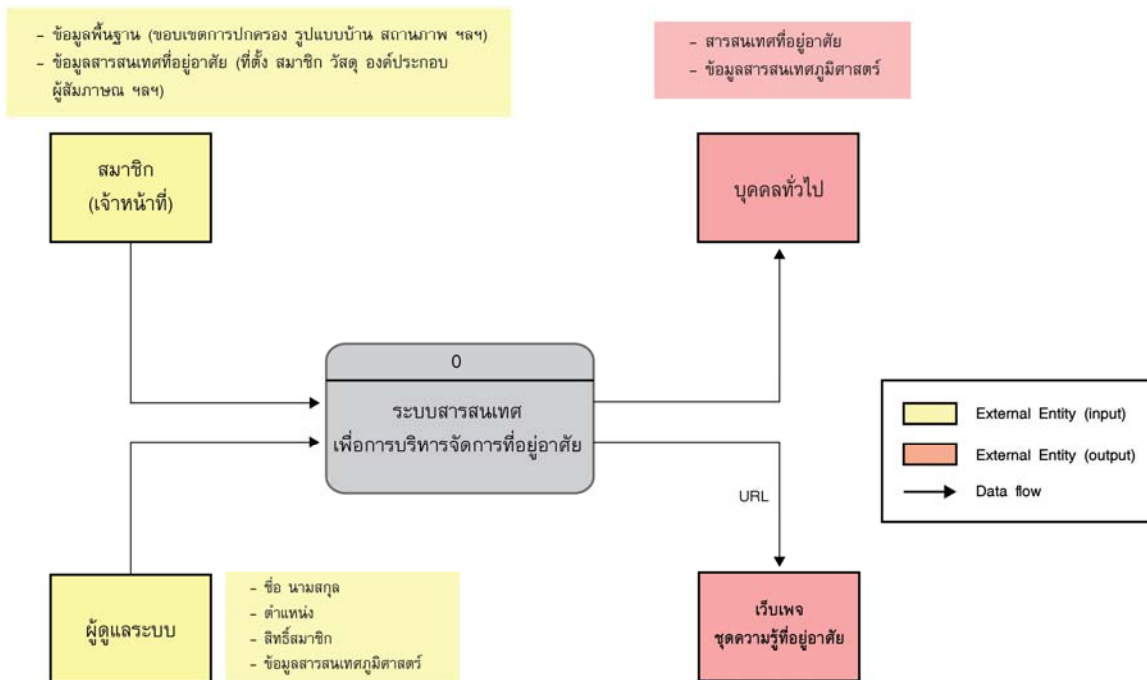 - ข้อมูลพื้นฐาน (ขอบเขตการปกครอง รูปแบบบ้าน สถานภาพ ฯลฯ)
- ข้อมูลสารสนเทศที่อยู่อาศัย (ที่ตั้ง สมาชิก วัสดุ องค์ประกอบ
ผู้สัมภาษณ ฯลฯ)
- สารสนเทศที่อยู่อาศัย
- ข้อมูลสารสนเทศภูมิศาสตร์
สมาชิก
(เจ้าหน้าที่)
บุคคลทั่วไป
0
ระบบสารสนเทศ
เพื่อการบริหารจัดการที่อยู่อาศัย
External Entity (input)
External Entity (output)
Data flow
URL
ผู้ดูแลระบบ
- ชื่อ นามสกุล
- ตำแหน่ง
- สิทธิ์สมาชิก
- ข้อมูลสารสนเทศภูมิศาสตร์
เว็บเพจ
ชุดความรู้ที่อยู่อาศัย